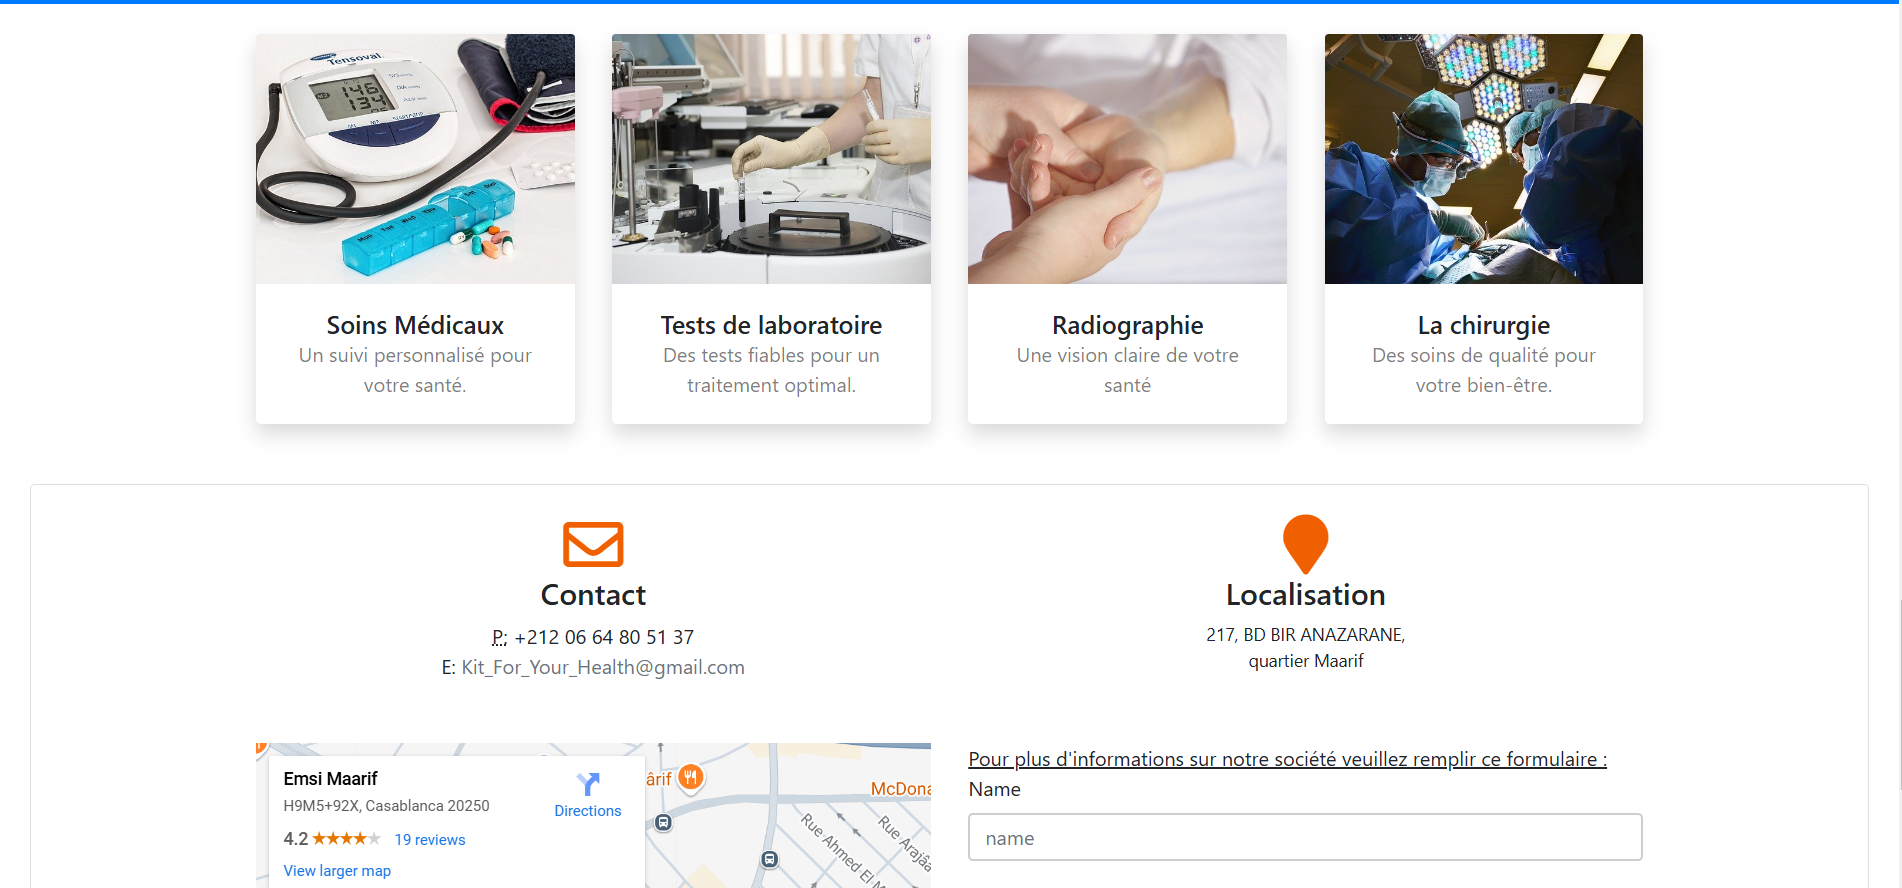 Tensoval
146
134
Soins Médicaux
Un suivi personnalisé pour
votre santé.
Tests de laboratoire
Des tests fiables pour un
traitement optimal.
Radiographie
Une vision claire de votre
santé
La chirurgie
Des soins de qualité pour
votre bien-être.
Contact
P: +212 06 64 80 51 37
E: Kit_For_Your_Health@gmail.com
Localisation
217, BD BIR ANAZARANE,
quartier Maarif
Emsi Maarif
H9M5+92X, Casablanca 20250
4.2
19 reviews
View larger map
Directions
ârif
McDona
Rue Ahmed El M
Rue Arajâa
Pour plus d'informations sur notre société veuillez remplir ce formulaire :
Name
name